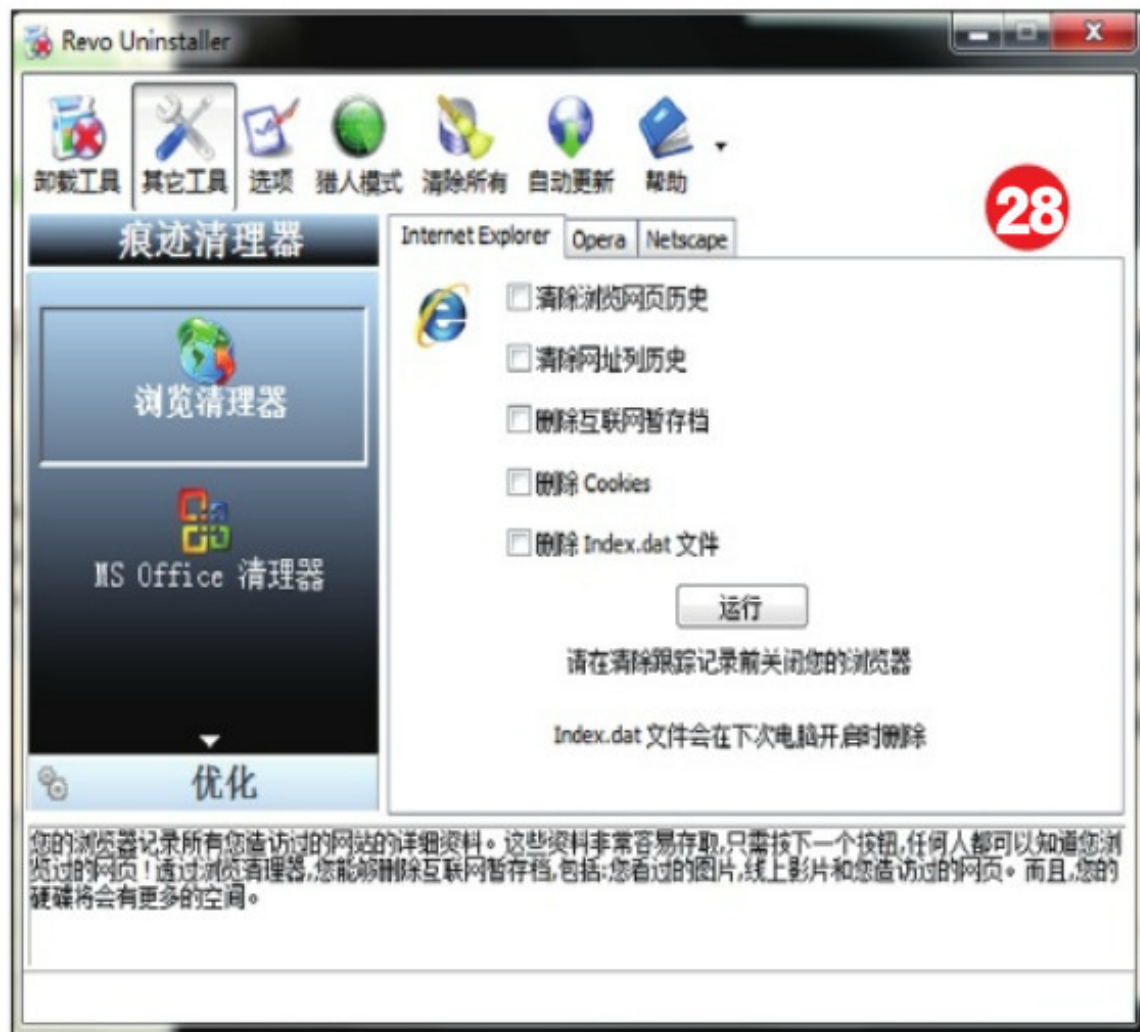 Revo Uninstaller
卸载工具 其它工具 选项 猎人模式 清除所有 自动更新 帮助
28
痕迹清理器
浏览清理器
MS Office 清理器
优化
Internet Explorer Opera Netscape
清除浏览网页历史
清除网址列历史
删除互联网暂存档
删除 Cookies
删除 Index.dat 文件
运行
请在清除跟踪记录前关闭您的浏览器
Index.dat 文件会在下次电脑开启时删除
您的浏览器记录所有您造访过的网站的详细资料。这些资料非常容易存取,只需按下一个按钮,任何人都可以知道您浏
览过的网页!透过浏览清理器,您能够删除互联网暂存档,包括:您看过的图片,线上影片和您造访过的网页。而且,您的
硬碟将会有更多的空间。